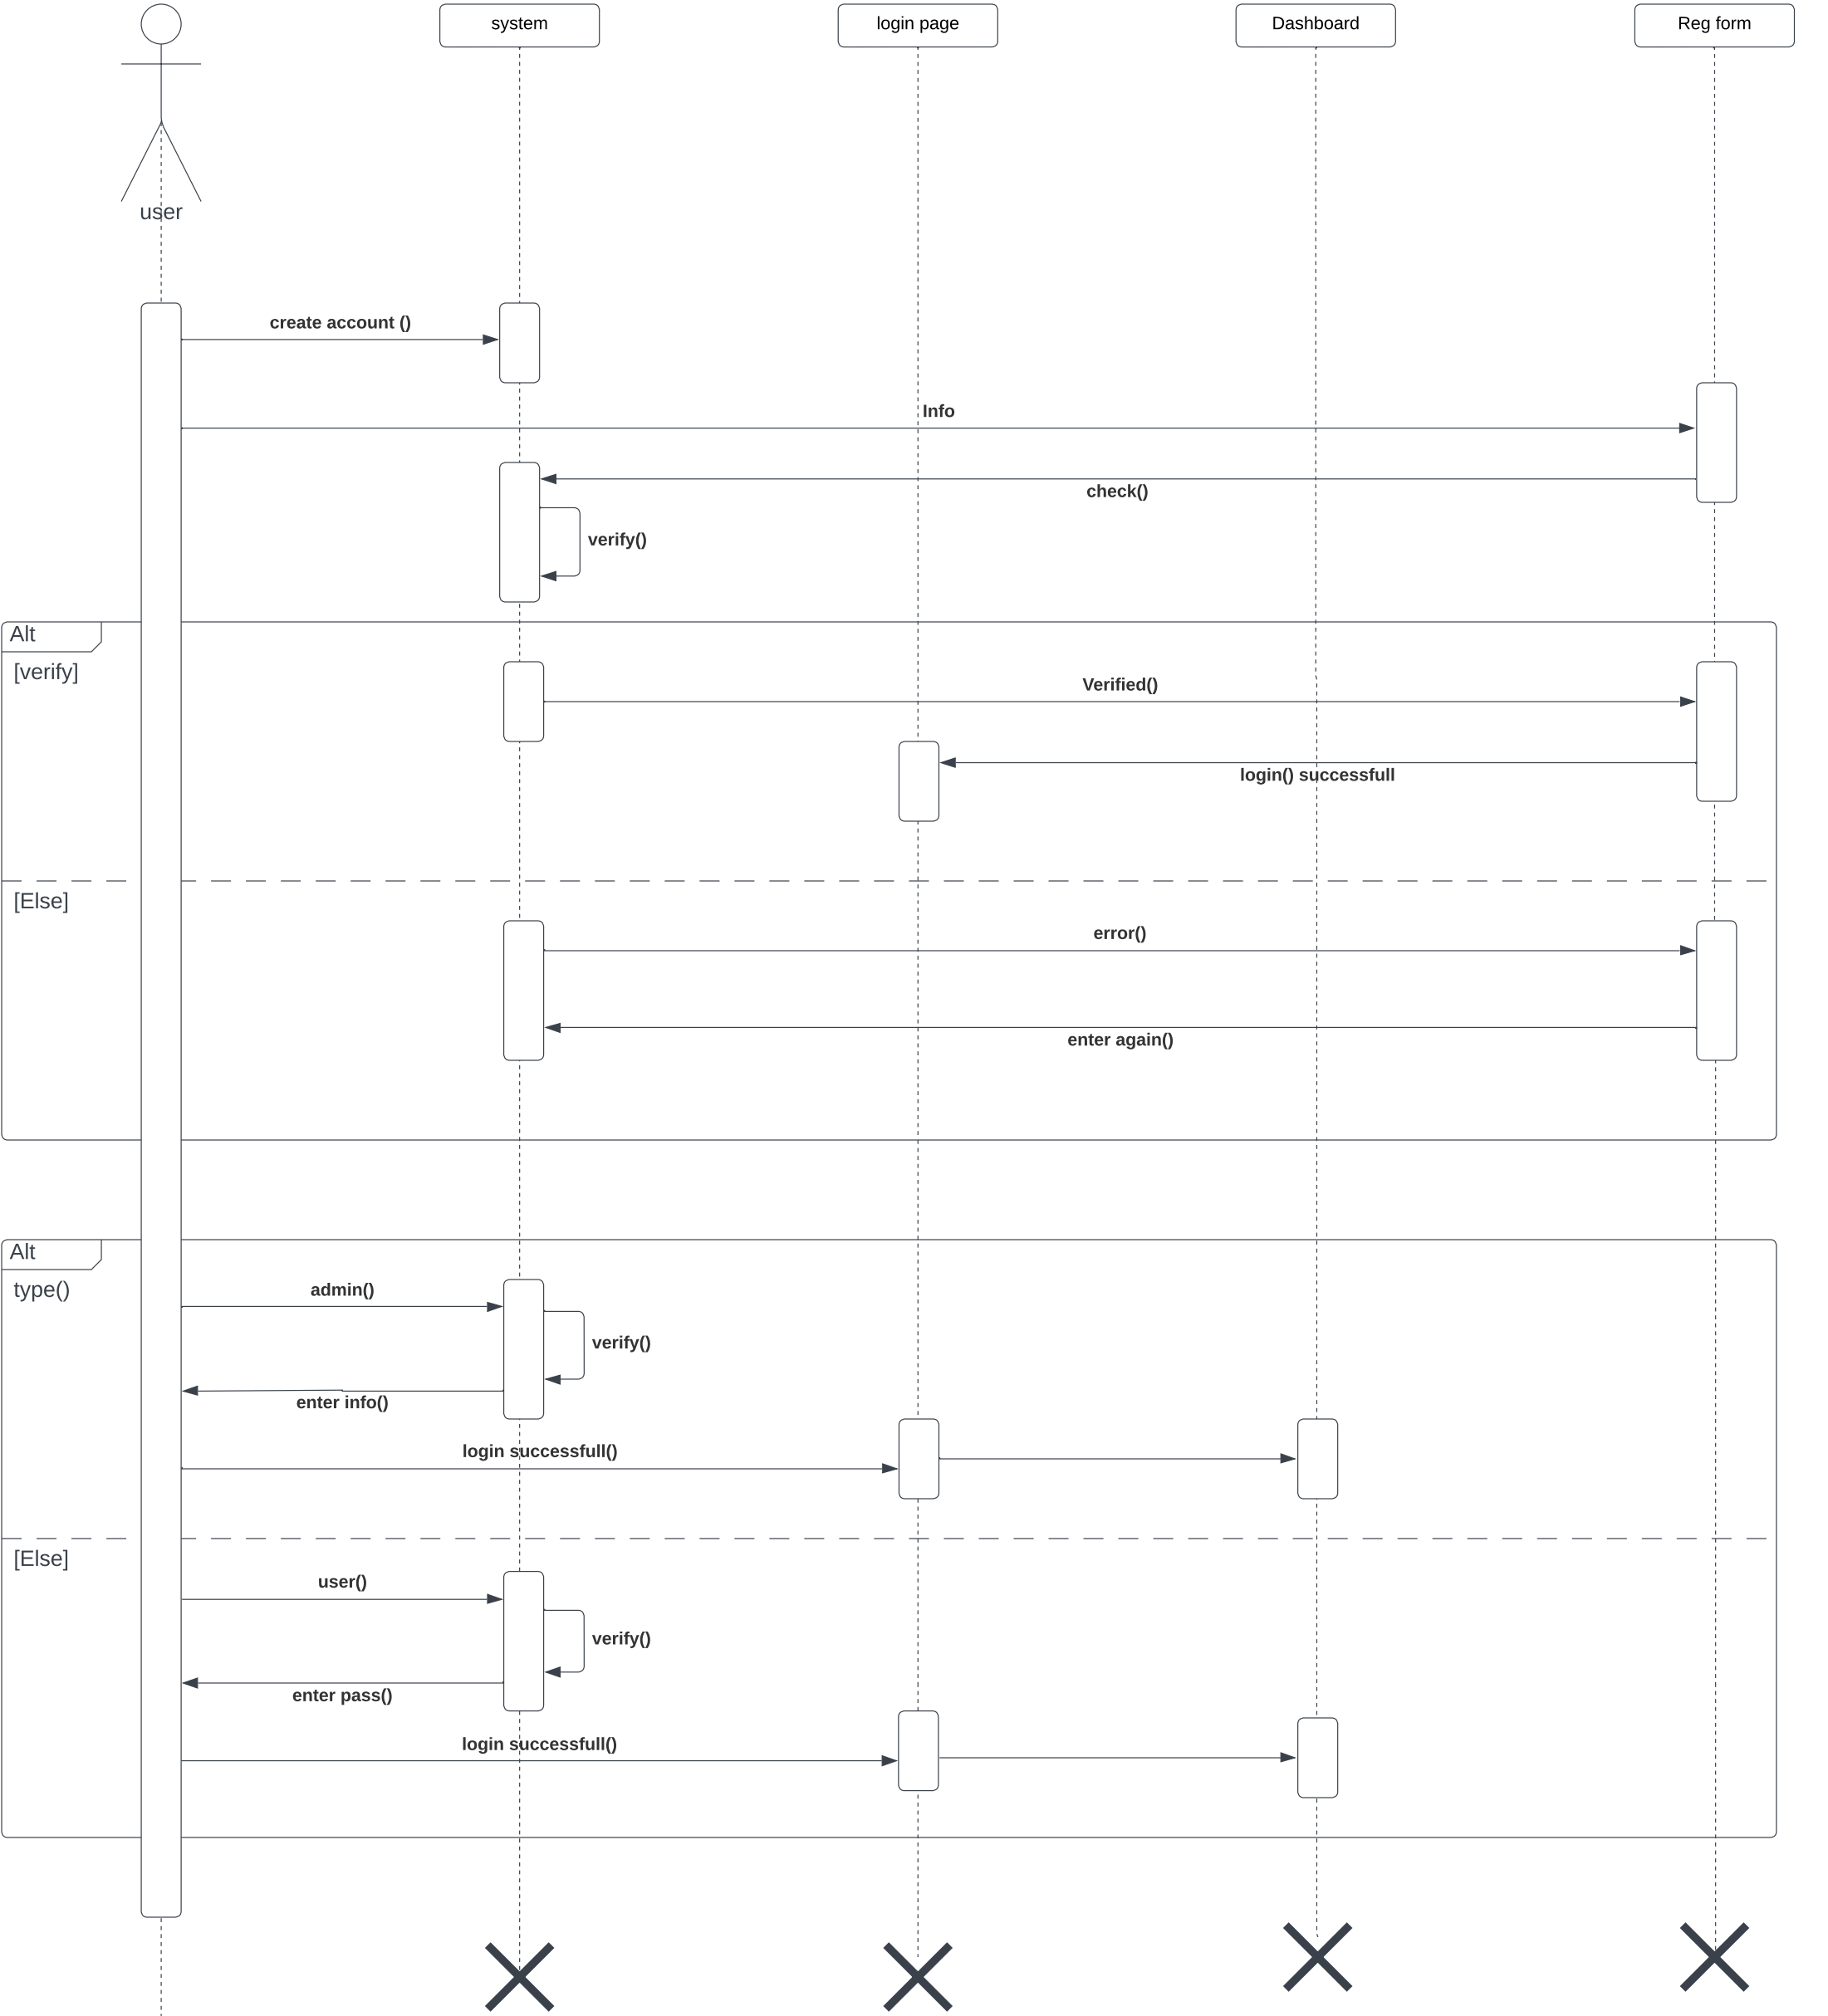 system
login page
Dashboard
Reg form
user
create account ()
Info
check()
verify()
Alt
[verify]
Verified()
login() successfull
[Else]
error()
enter again()
Alt
type()
admin()
verify()
enter info()
login successfull()
[Else]
user()
verify()
enter pass()
login successfull()